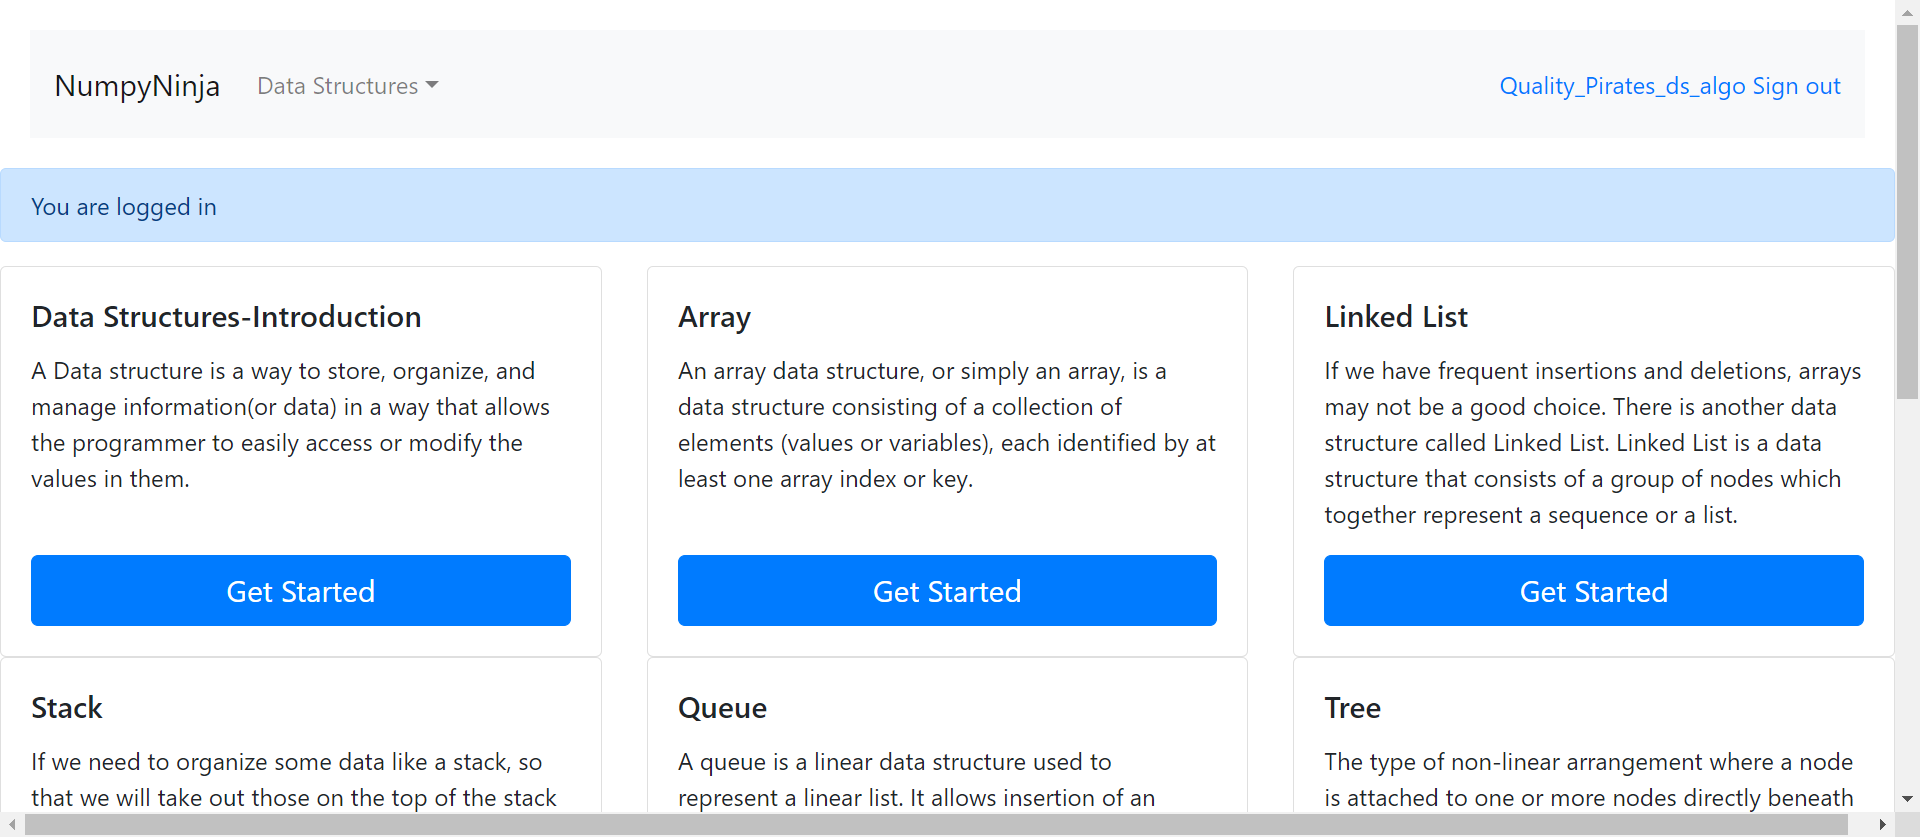 NumpyNinja
Data Structures
Quality_Pirates_ds_algo Sign out
You are logged in
Data Structures-Introduction
A Data structure is a way to store, organize, and
manage information(or data) in a way that allows
the programmer to easily access or modify the
values in them.
Get Started
Array
An array data structure, or simply an array, is a
data structure consisting of a collection of
elements (values or variables), each identified by at
least one array index or key.
Get Started
Linked List
If we have frequent insertions and deletions, arrays
may not be a good choice. There is another data
structure called Linked List. Linked List is a data
structure that consists of a group of nodes which
together represent a sequence or a list.
Get Started
Stack
If we need to organize some data like a stack, so
that we will take out those on the top of the stack
Queue
A queue is a linear data structure used to
represent a linear list. It allows insertion of an
Tree
The type of non-linear arrangement where a node
is attached to one or more nodes directly beneath